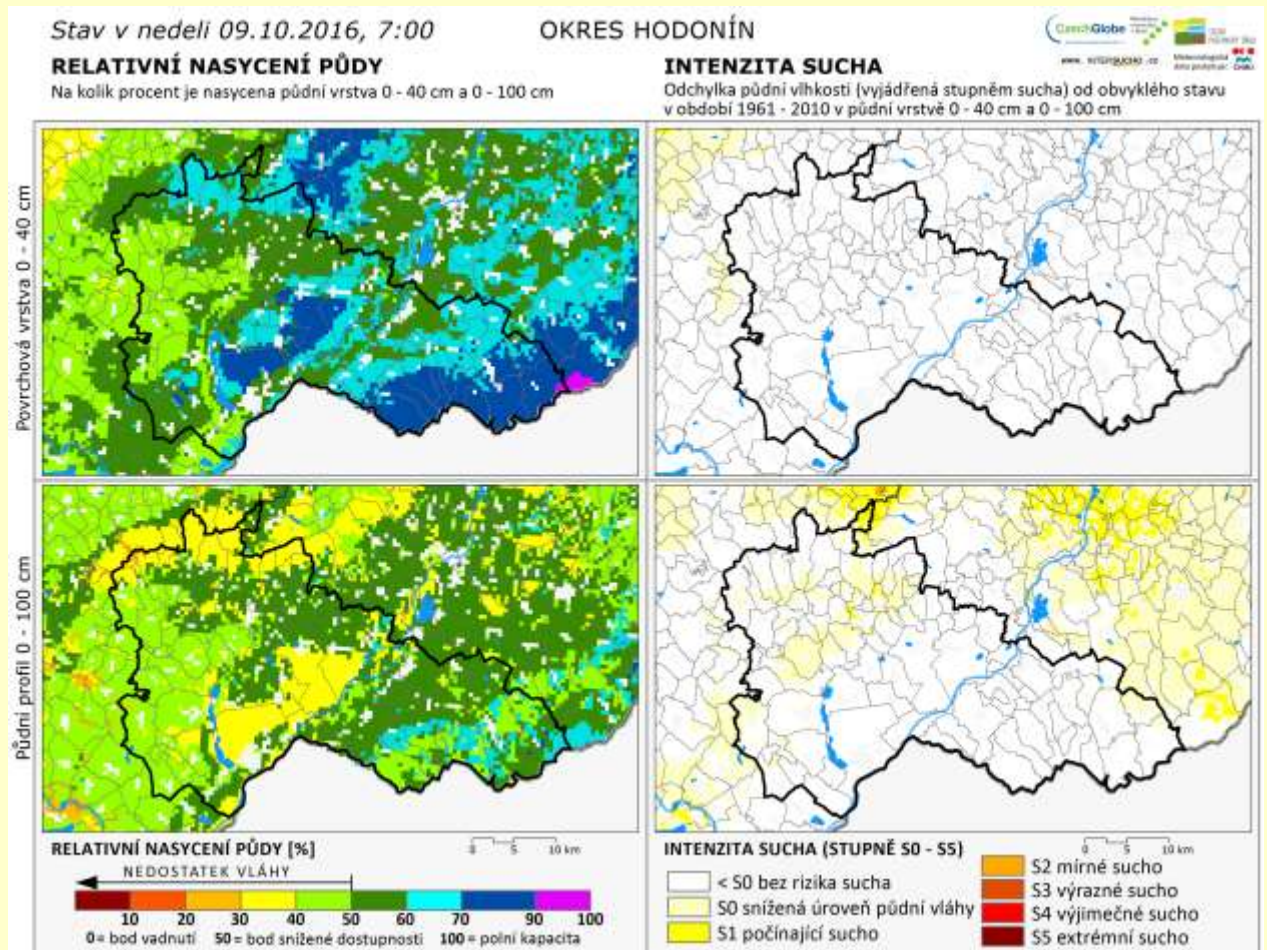 Stav v nedeli 09.10.2016, 7:00
OKRES HODONÍN
CzechGlobe
RELATIVNÍ NASYCENÍ PŮDY
Na kolik procent je nasycena půdní vrstva 0 - 40 cm a 0 - 100 cm
INTENZITA SUCHA
Odchylka půdní vlhkosti (vyjádřená stupněm sucha) od obvyklého stavu
v období 1961 - 2010 v půdní vrstvě 0 - 40 cm a 0 - 100 cm
Povrchová vrstva 0 - 40 cm
Půdní profil 0 - 100 cm
RELATIVNÍ NASYCENÍ PŮDY [%]
0 5 10 km
NEDOSTATEK VLÁHY
10 20 30 40 50 60 70 90 100
0= bod vadnutí 50 = bod snížené dostupnosti 100 = polní kapacita
INTENZITA SUCHA (STUPNĚ S0 - S5)
0 5 10 km
< S0 bez rizika sucha
S0 snížená úroveň půdní vláhy
S1 počínající sucho
S2 mírné sucho
S3 výrazné sucho
S4 výjimečné sucho
S5 extrémní sucho